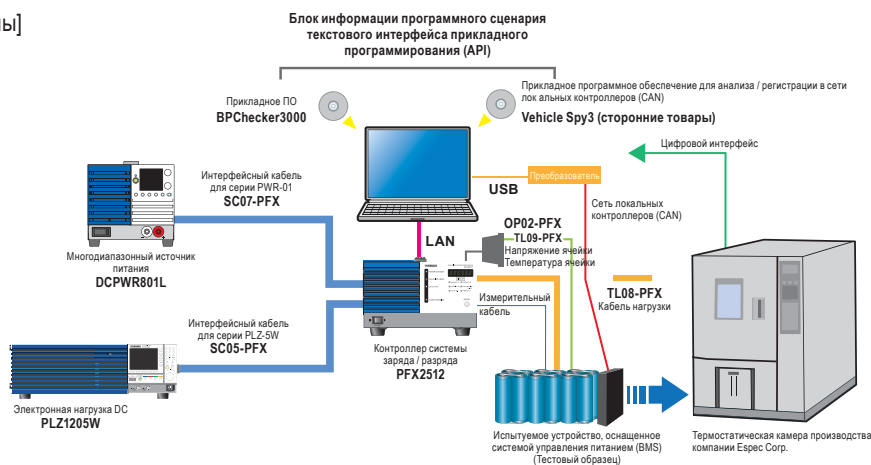 ны]
Блок информации программного сценария
текстового интерфейса прикладного
программирования (API)
Прикладное ПО
BPChecker3000
Прикладное программное обеспечение для анализа / регистрации в сети
лок альных контроллеров (CAN)
Vehicle Spy3 (сторонние товары)
Цифровой интерфейс
Преобразователь
USB
Сеть локальных
контроллеров (CAN)
Интерфейсный кабель
для серии PWR-01
SC07-PFX
Многодиапазонный источник
питания
DCPWR801L
LAN
OP02-PFX
TL09-PFX
Напряжение ячейки
Температура ячейки
TL08-PFX
Кабель нагрузки
Измерительный
кабель
Интерфейсный кабель
для серии PLZ-5W
SC05-PFX
Контроллер системы
заряда / разряда
PFX2512
Электронная нагрузка DC
PLZ1205W
Испытуемое устройство, оснащенное
системой управления питанием (BMS)
(Тестовый образец)
Термостатическая камера производства
компании Espec Corp.